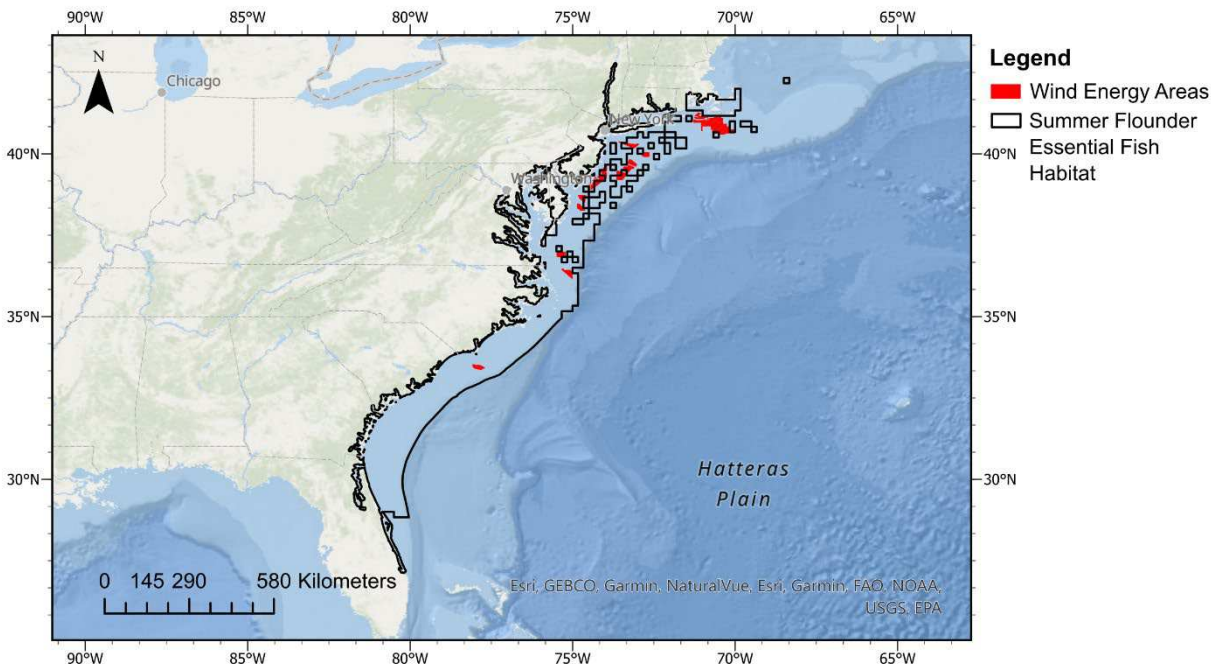 90°W 85°W 80°W 75°W 70°W 65°W
N
Chicago
New York
40°N 40°N
Washington
35°N 35°N
Hatteras
Plain
30°N 30°N
0 145 290 580 Kilometers
Esri, GEBCO, Garmin, NaturalVue, Esri, Garmin, FAO, NOAA,
USGS, EPA
90°W 85°W 80°W 75°W 70°W 65°W
Legend
Wind Energy Areas
Summer Flounder
Essential Fish
Habitat